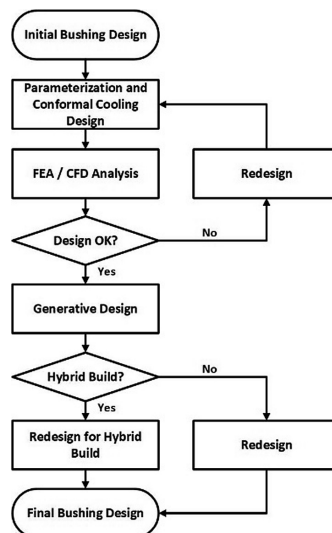 Initial Bushing Design
Parameterization and
Conformal Cooling
Design
FEA / CFD Analysis
Redesign
Design OK?
No
Yes
Generative Design
Hybrid Build?
No
Yes
Redesign for Hybrid
Build
Redesign
Final Bushing Design